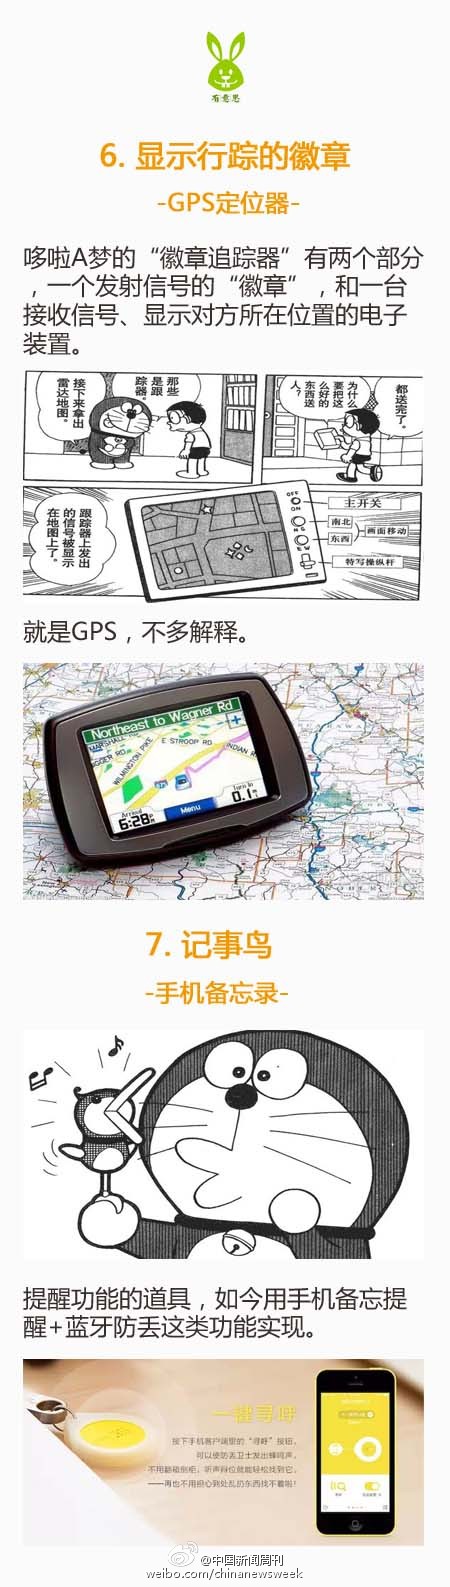 有意思
6. 显示行踪的徽章
-GPS定位器-
哆啦A梦的“徽章追踪器”有两个部分
，一个发射信号的“徽章”，和一台
接收信号、显示对方所在位置的电子
装置。
都送完了。
为什么
要把这
么好的
东西送
人？
那些
是跟
踪器。
接下来拿出
雷达地图。
跟踪器上发出
的信号被显示
在地图上了。
OFF
ON
N
S
E
W
主开关
南北
东西
画面移动
特写操纵杆
就是GPS，不多解释。
Northeast to Wagner Rd
MARSHALL
E STROOP RD
GGER RD
WILMINGTON PIKE
INDIAN R
6:28
Menu
Turn In
0.1
7. 记事鸟
-手机备忘录-
提醒功能的道具，如今用手机备忘提
醒+蓝牙防丢这类功能实现。
一键寻呼
按下手机客户端里的“寻呼”按钮，
可以使防丢卫士发出蜂鸣声，
不用翻箱倒柜，听声辩位就能轻松找到它，
——再也不用担心到处乱扔东西找不着啦！
@中国新闻周刊
weibo.com/chinanewsweek